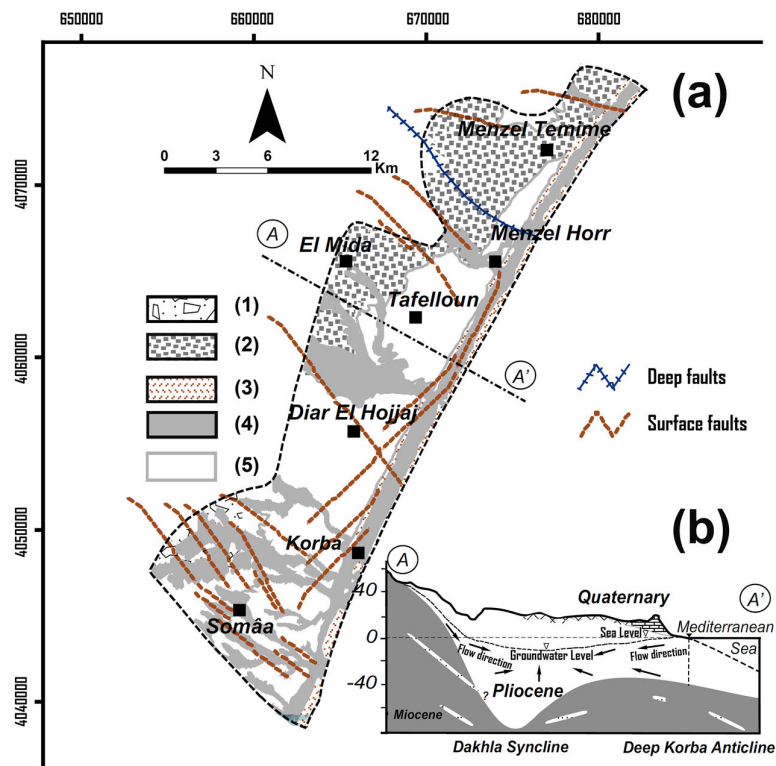 650000 660000 670000 680000
(a)
N
0 3 6 12
Km
Menzel Temime
4070000
A
El Mida
Menzel Horr
Tafelloun
(1)
(2)
(3)
(4)
(5)
4060000
A'
Deep faults
Surface faults
Diar El Hojjaj
(b)
4050000
Korba
Somâa
4040000
A
A'
40
0
-40
Quaternary
Mediterranean
Sea
Sea Level
Groundwater Level
Flow direction
Flow direction
Pliocene
?
Miocene
Dakhla Syncline
Deep Korba Anticline